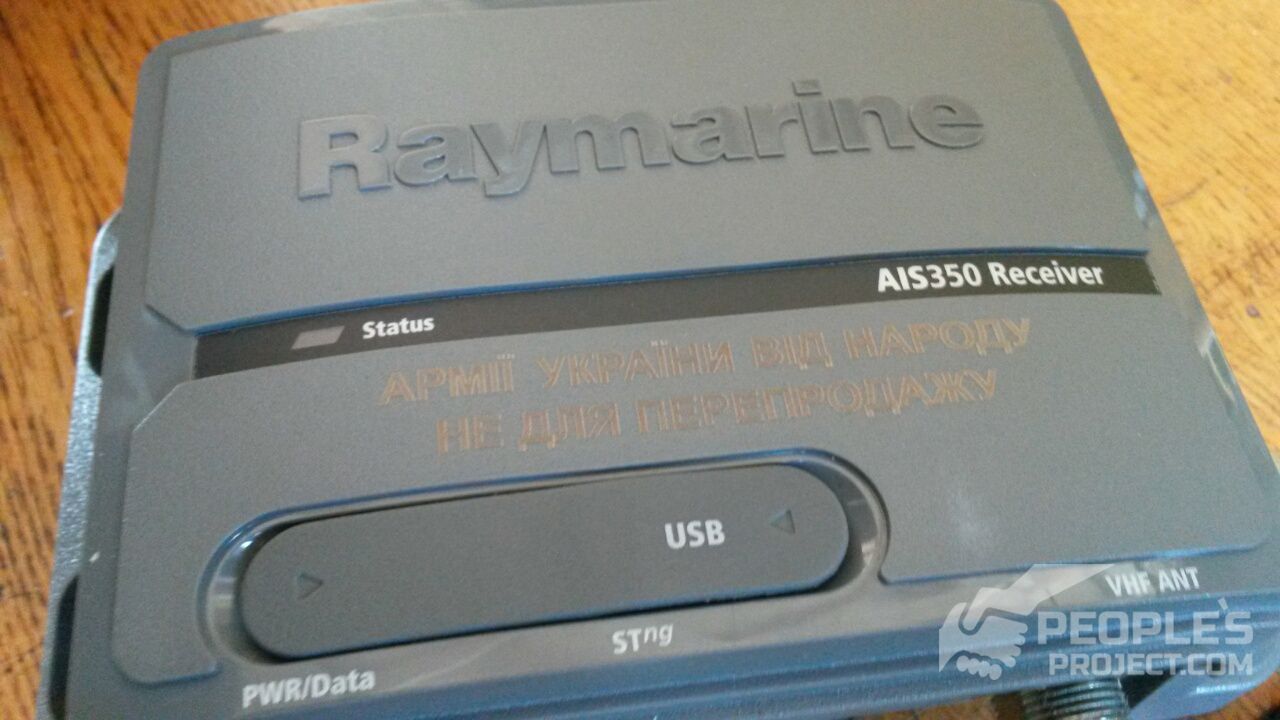 Raymarine
AIS350 Receiver
Status
АРМІЇ УКРАЇНИ ВІД НАРОДУ
НЕ ДЛЯ ПЕРЕПРОДАЖУ
USB
VHF ANT
STng
PWR/Data
PEOPLE'S
PROJECT.COM